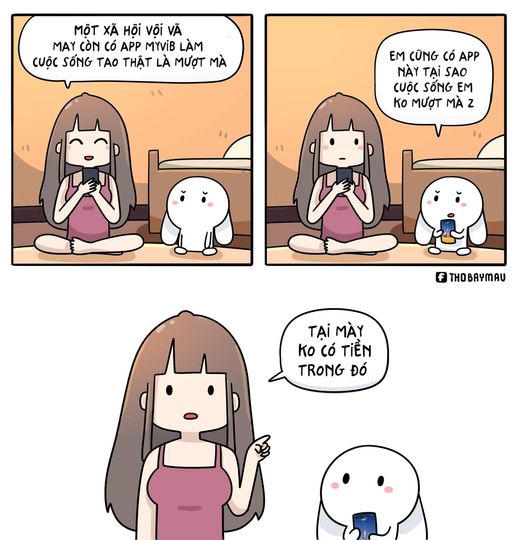 MỘT XÃ HỘI VỘI VÃ
MAY CÒN CÓ APP MYVIB LÀM
CUỘC SỐNG TAO THẬT LÀ MƯỢT MÀ
EM CŨNG CÓ APP
NÀY TẠI SAO
CUỘC SỐNG EM
KO MƯỢT MÀ Z
THOBAYMAU
TẠI MÀY
KO CÓ TIỀN
TRONG ĐÓ